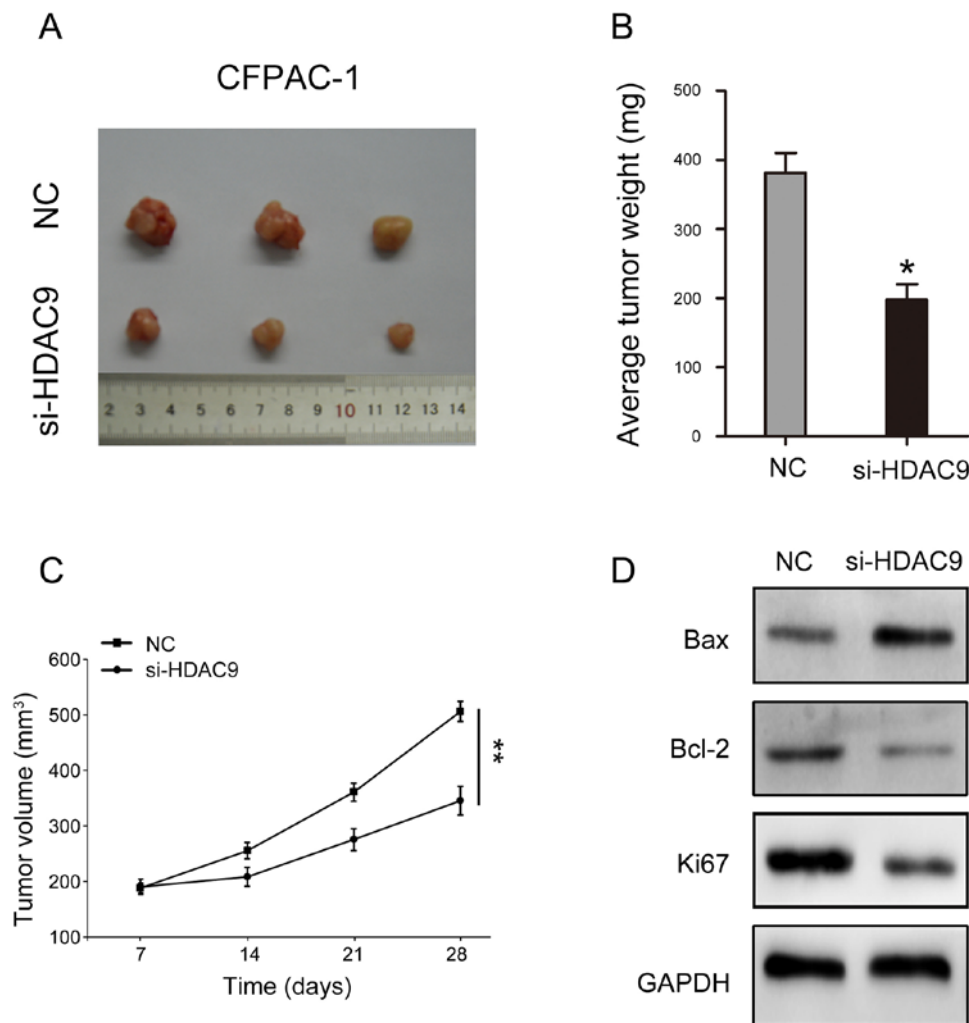 A
CFPAC-1
NC
si-HDAC9
2 3 4 5 6 7 8 9 10 11 12 13 14
B
Average tumor weight (mg)
500
400
300
200
100
0
*
NC si-HDAC9
C
NC
si-HDAC9
Tumor volume (mm³)
600
500
400
300
200
100
**
7 14 21 28
Time (days)
D
NC si-HDAC9
Bax
Bcl-2
Ki67
GAPDH